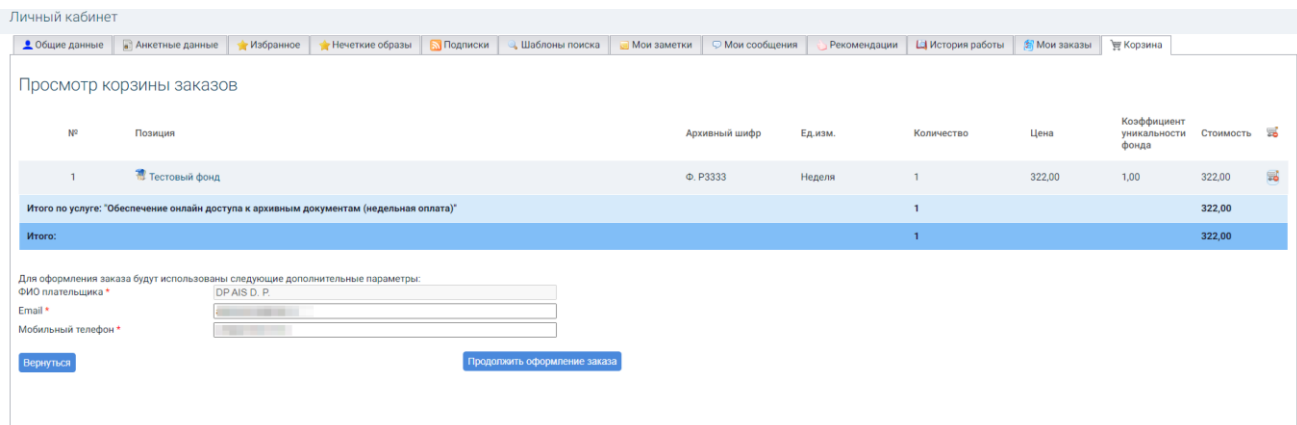 Личный кабинет
Общие данные Анкетные данные Избранное Нечеткие образы Подписки Шаблоны поиска Мои заметки Мои сообщения Рекомендации История работы Мои заказы Корзина
Просмотр корзины заказов
№ Позиция Архивный шифр Ед.изм. Количество Цена Коэффициент уникальности фонда Стоимость
1 Тестовый фонд Ф. Р3333 Неделя 1 322,00 1,00 322,00
Итого по услуге: "Обеспечение онлайн доступа к архивным документам (недельная оплата)" 1 322,00
Итого: 1 322,00
Для оформления заказа будут использованы следующие дополнительные параметры:
ФИО плательщика * DP AIS D. P.
Email *
Мобильный телефон *
Вернуться Продолжить оформление заказа